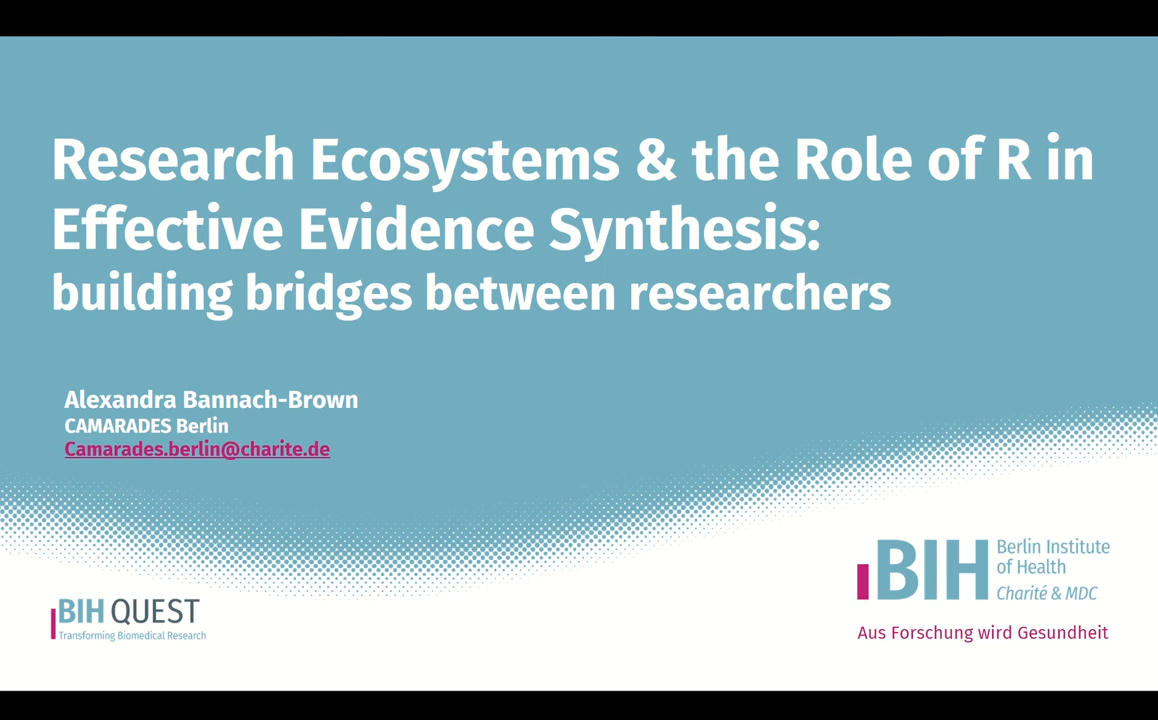 Research Ecosystems & the Role of R in
Effective Evidence Synthesis:
building bridges between researchers
Alexandra Bannach-Brown
CAMARADES Berlin
Camarades.berlin@charite.de
BIH QUEST
Transforming Biomedical Research
BIH
Berlin Institute
of Health
Charité & MDC
Aus Forschung wird Gesundheit